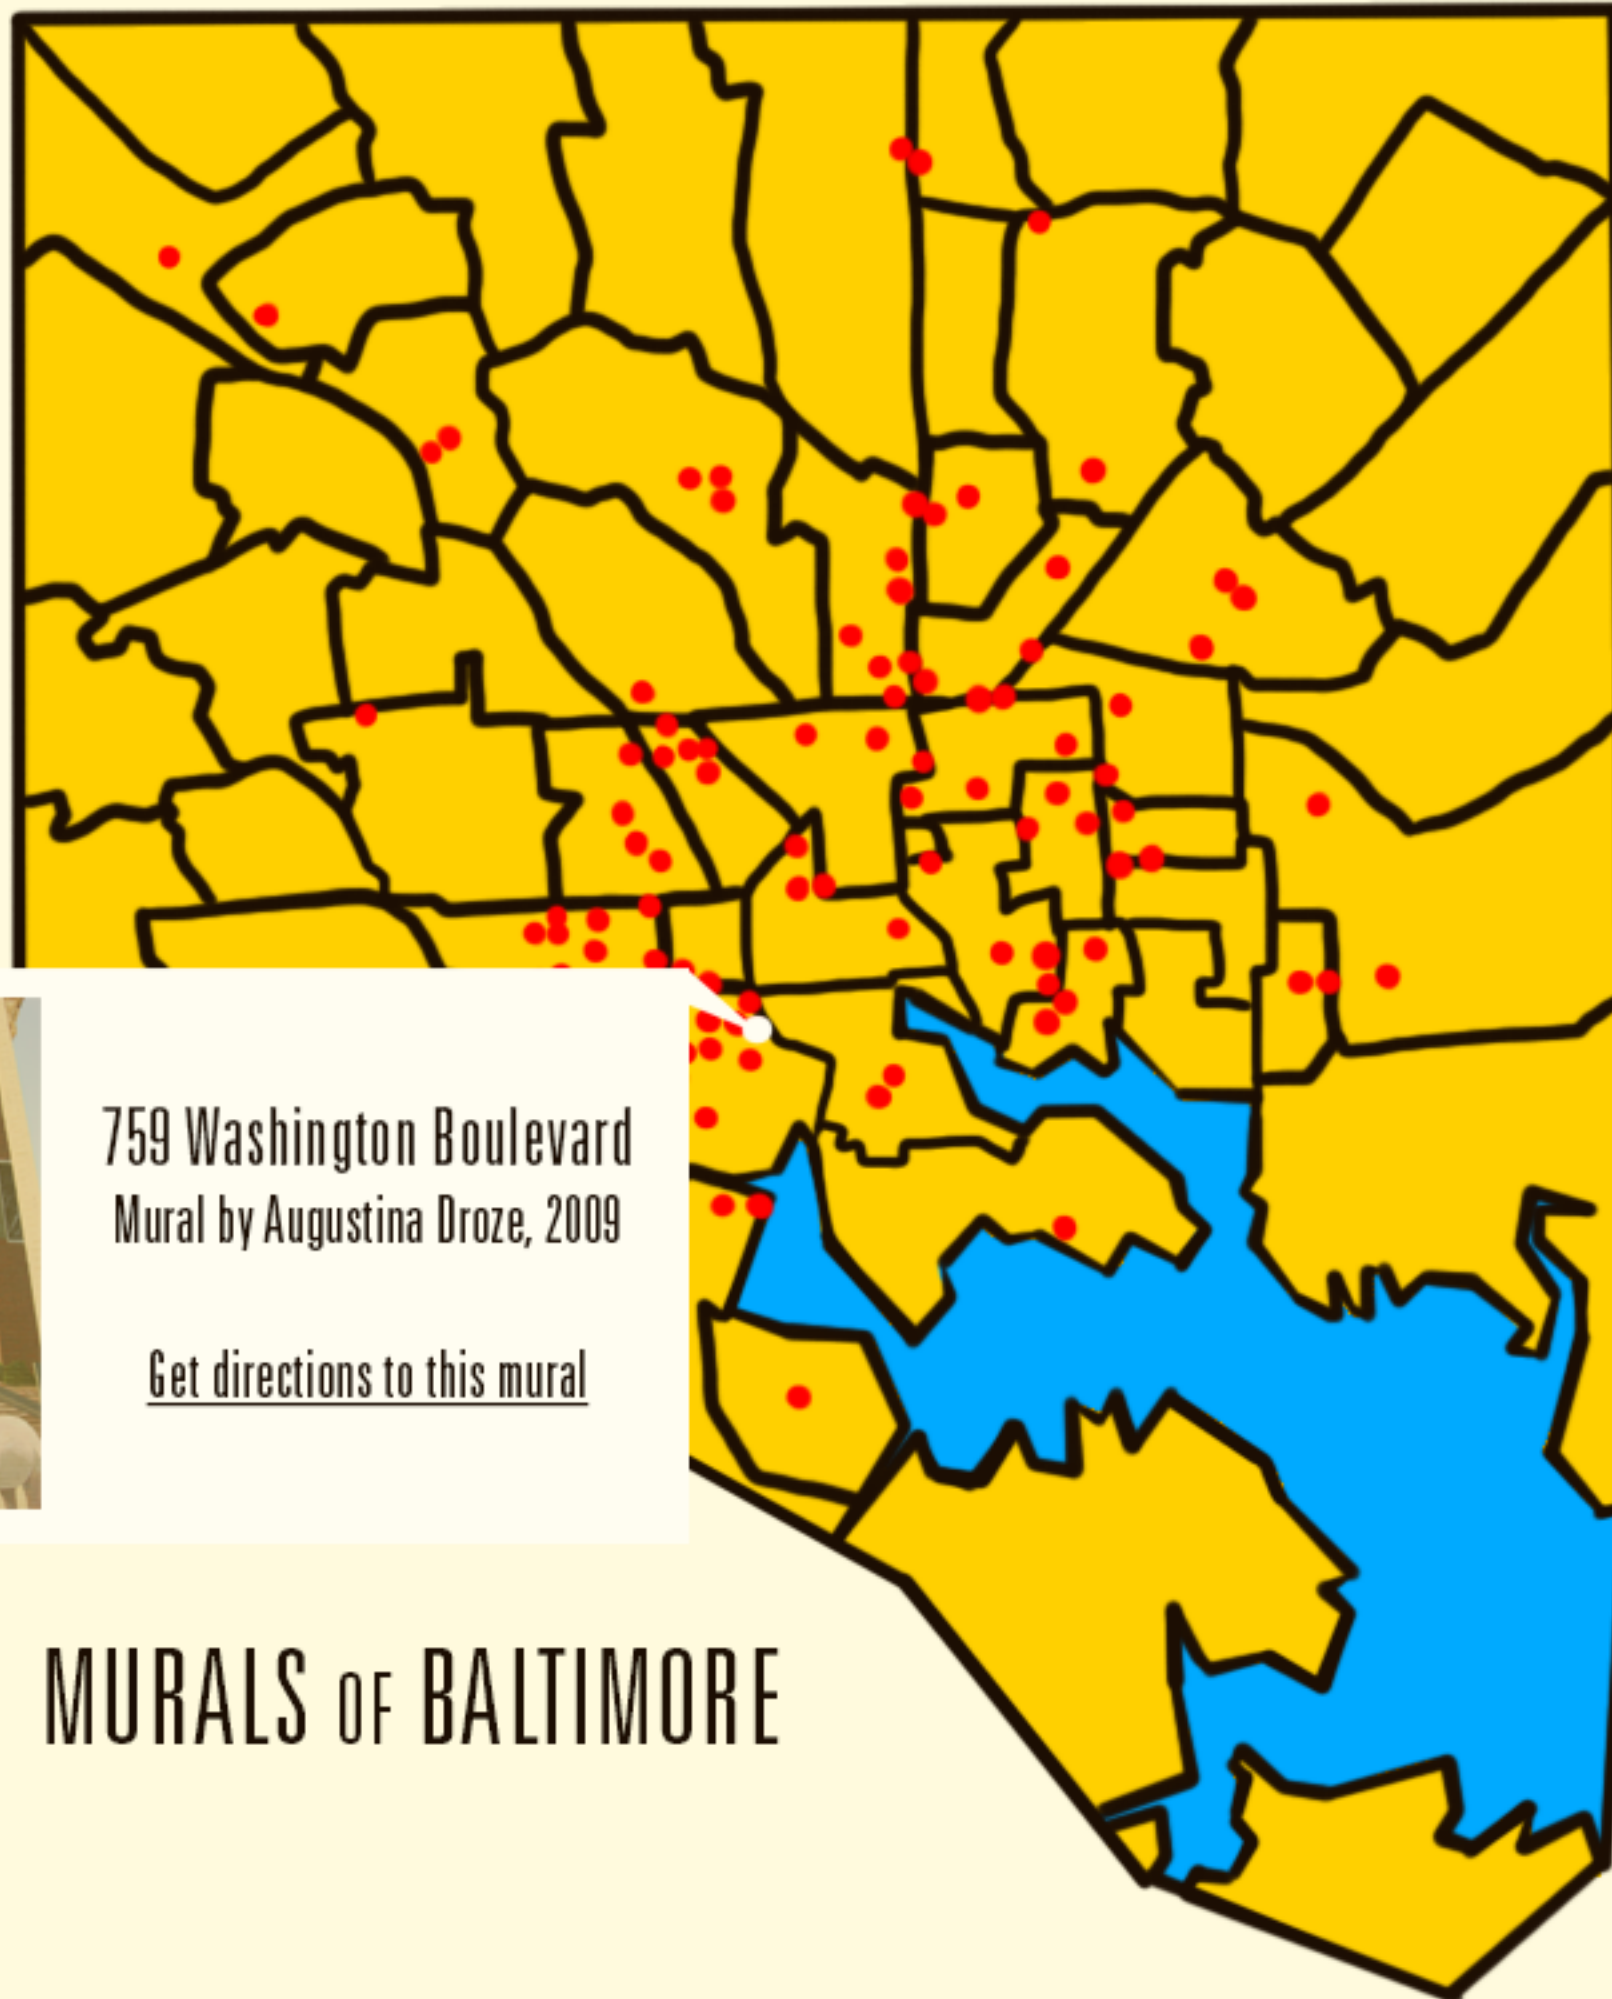 759 Washington Boulevard
Mural by Augustina Droze, 2009
Get directions to this mural
MURALS OF BALTIMORE